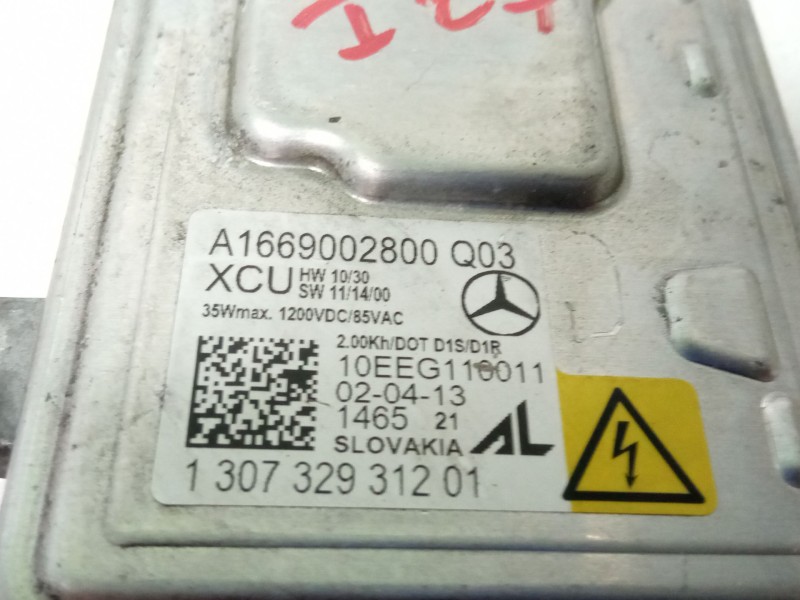 A1669002800 Q03
XCU HW 10/30
SW 11/14/00
35Wmax. 1200VDC/85VAC
2.00Kh/DOT D1S/D1R
10EEG110011
02-04-13
1465 21
SLOVAKIA AL
1 307 329 312 01